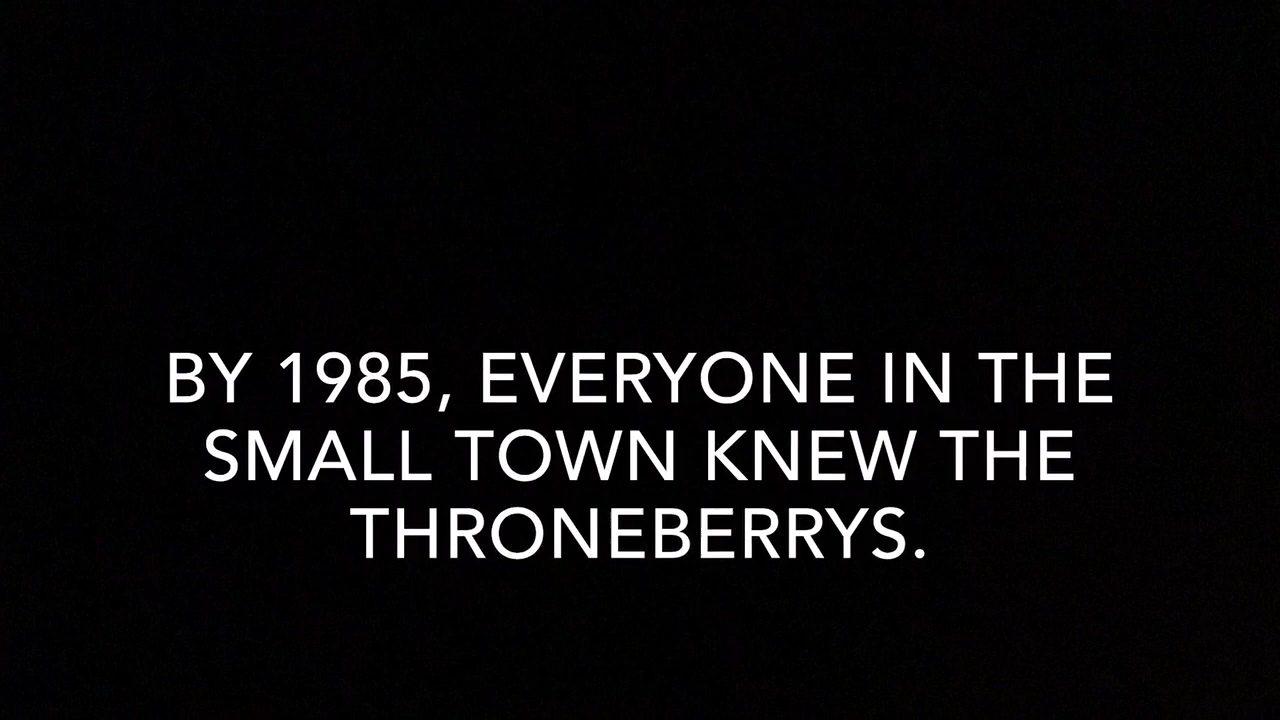 BY 1985, EVERYONE IN THE
SMALL TOWN KNEW THE
THRONEBERRYS.